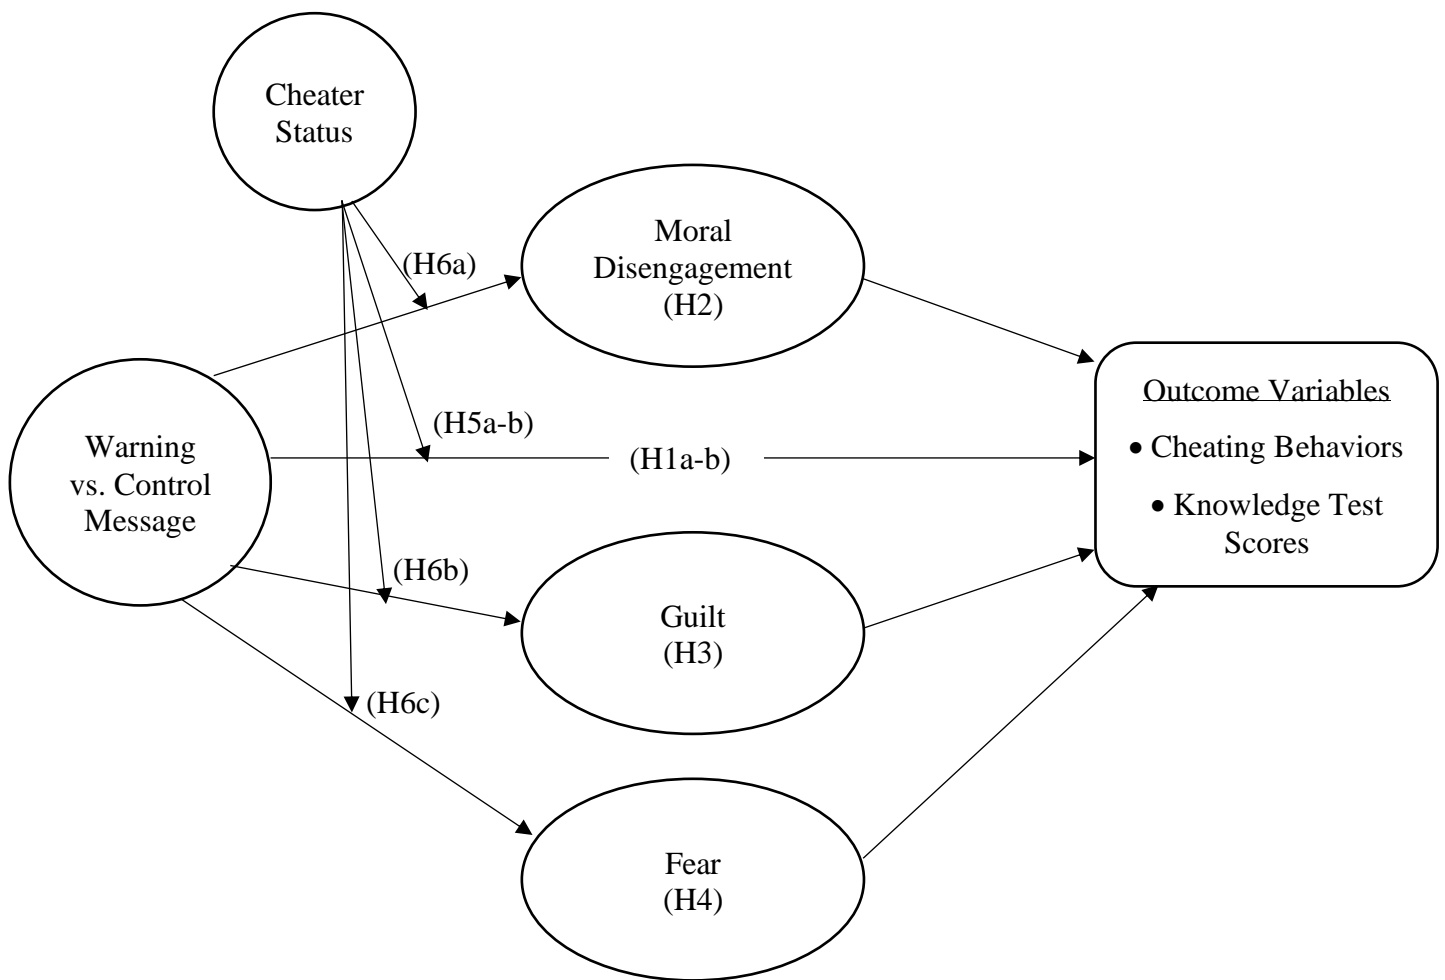 Cheater
Status
Moral
Disengagement
(H2)
(H6a)
Outcome Variables
• Cheating Behaviors
• Knowledge Test
Scores
(H5a-b)
(H1a-b)
Warning
vs. Control
Message
(H6b)
Guilt
(H3)
(H6c)
Fear
(H4)